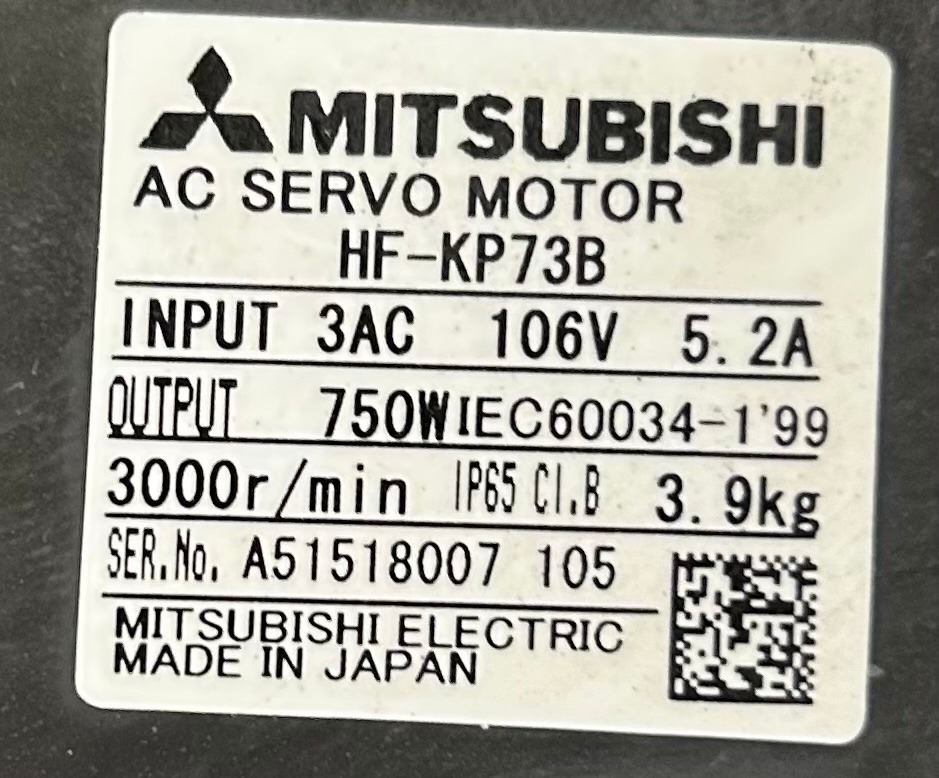 MITSUBISHI
AC SERVO MOTOR
HF-KP73B
INPUT 3AC 106V 5.2A
OUTPUT 750W IEC60034-1'99
3000r/min IP65 CI.B 3.9kg
SER.No. A51518007 105
MITSUBISHI ELECTRIC
MADE IN JAPAN